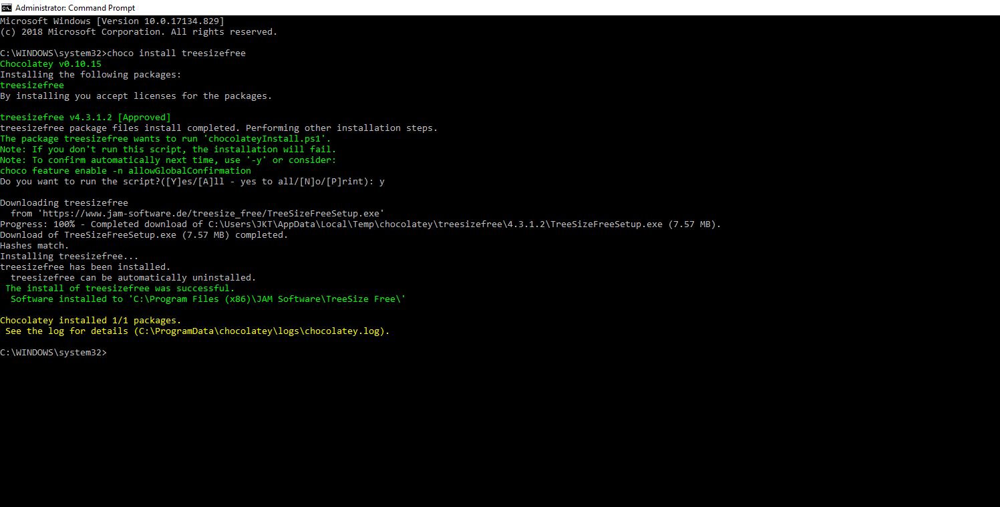 Administrator: Command Prompt
Microsoft Windows [Version 10.0.17134.829]
(c) 2018 Microsoft Corporation. All rights reserved.
C:\WINDOWS\system32>choco install treesizefree
Chocolatey v0.10.15
Installing the following packages:
treesizefree
By installing you accept licenses for the packages.
treesizefree v4.3.1.2 [Approved]
treesizefree package files install completed. Performing other installation steps.
The package treesizefree wants to run 'chocolateyInstall.ps1'.
Note: If you don't run this script, the installation will fail.
Note: To confirm automatically next time, use '-y' or consider:
choco feature enable -n allowGlobalConfirmation
Do you want to run the script?([Y]es/[A]ll - yes to all/[N]o/[P]rint): y
Downloading treesizefree
  from 'https://www.jam-software.de/treesize_free/TreeSizeFreeSetup.exe'
Progress: 100% - Completed download of C:\Users\JKT\AppData\Local\Temp\chocolatey\treesizefree\4.3.1.2\TreeSizeFreeSetup.exe (7.57 MB).
Download of TreeSizeFreeSetup.exe (7.57 MB) completed.
Hashes match.
Installing treesizefree...
treesizefree has been installed.
  treesizefree can be automatically uninstalled.
 The install of treesizefree was successful.
  Software installed to 'C:\Program Files (x86)\JAM Software\TreeSize Free\'
Chocolatey installed 1/1 packages.
 See the log for details (C:\ProgramData\chocolatey\logs\chocolatey.log).
C:\WINDOWS\system32>